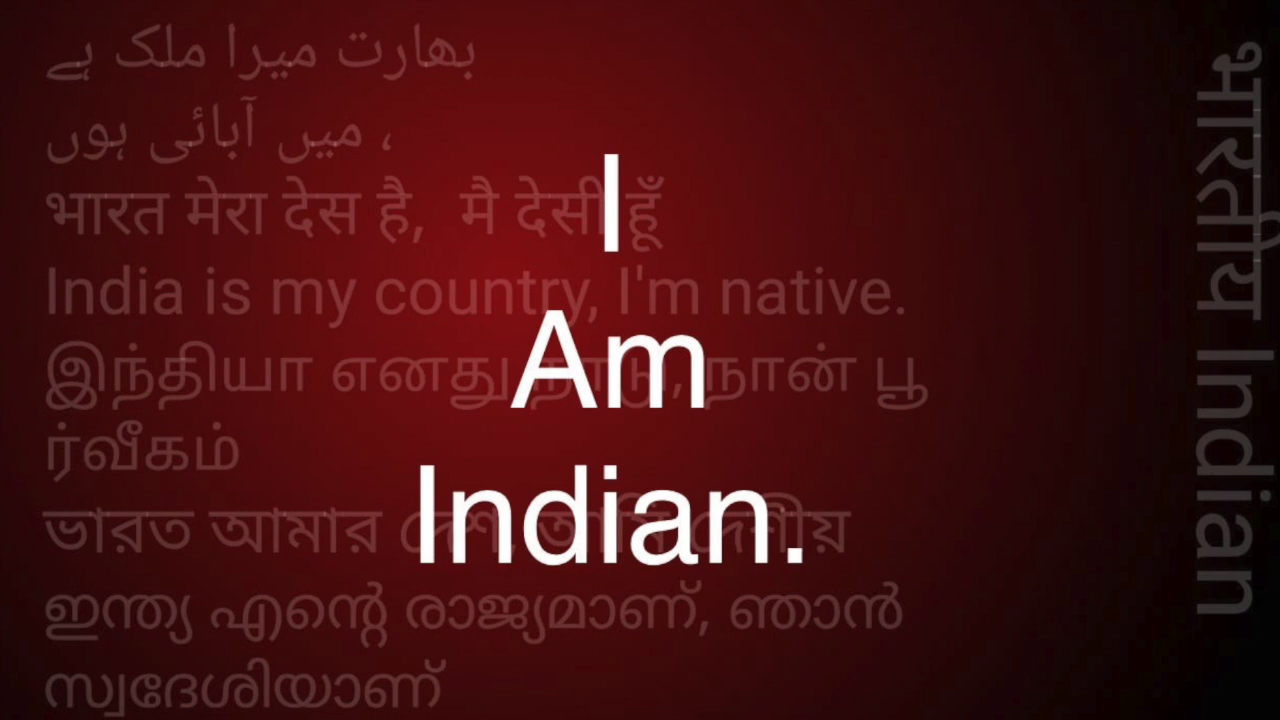 بھارت میرا ملک ہے
، میں آبائی ہوں
भारत मेरा देस है, मै देसी हूँ
India is my country, I'm native.
இந்தியா எனது நாடு, நான் பூ
ர்வீகம்
ভারত আমার দেশ, আমি দেশীয়
ഇന്ത്യ എന്റെ രാജ്യമാണ്, ഞാൻ
സ്വദേശിയാണ്
I
Am
Indian.
भारतीय Indian